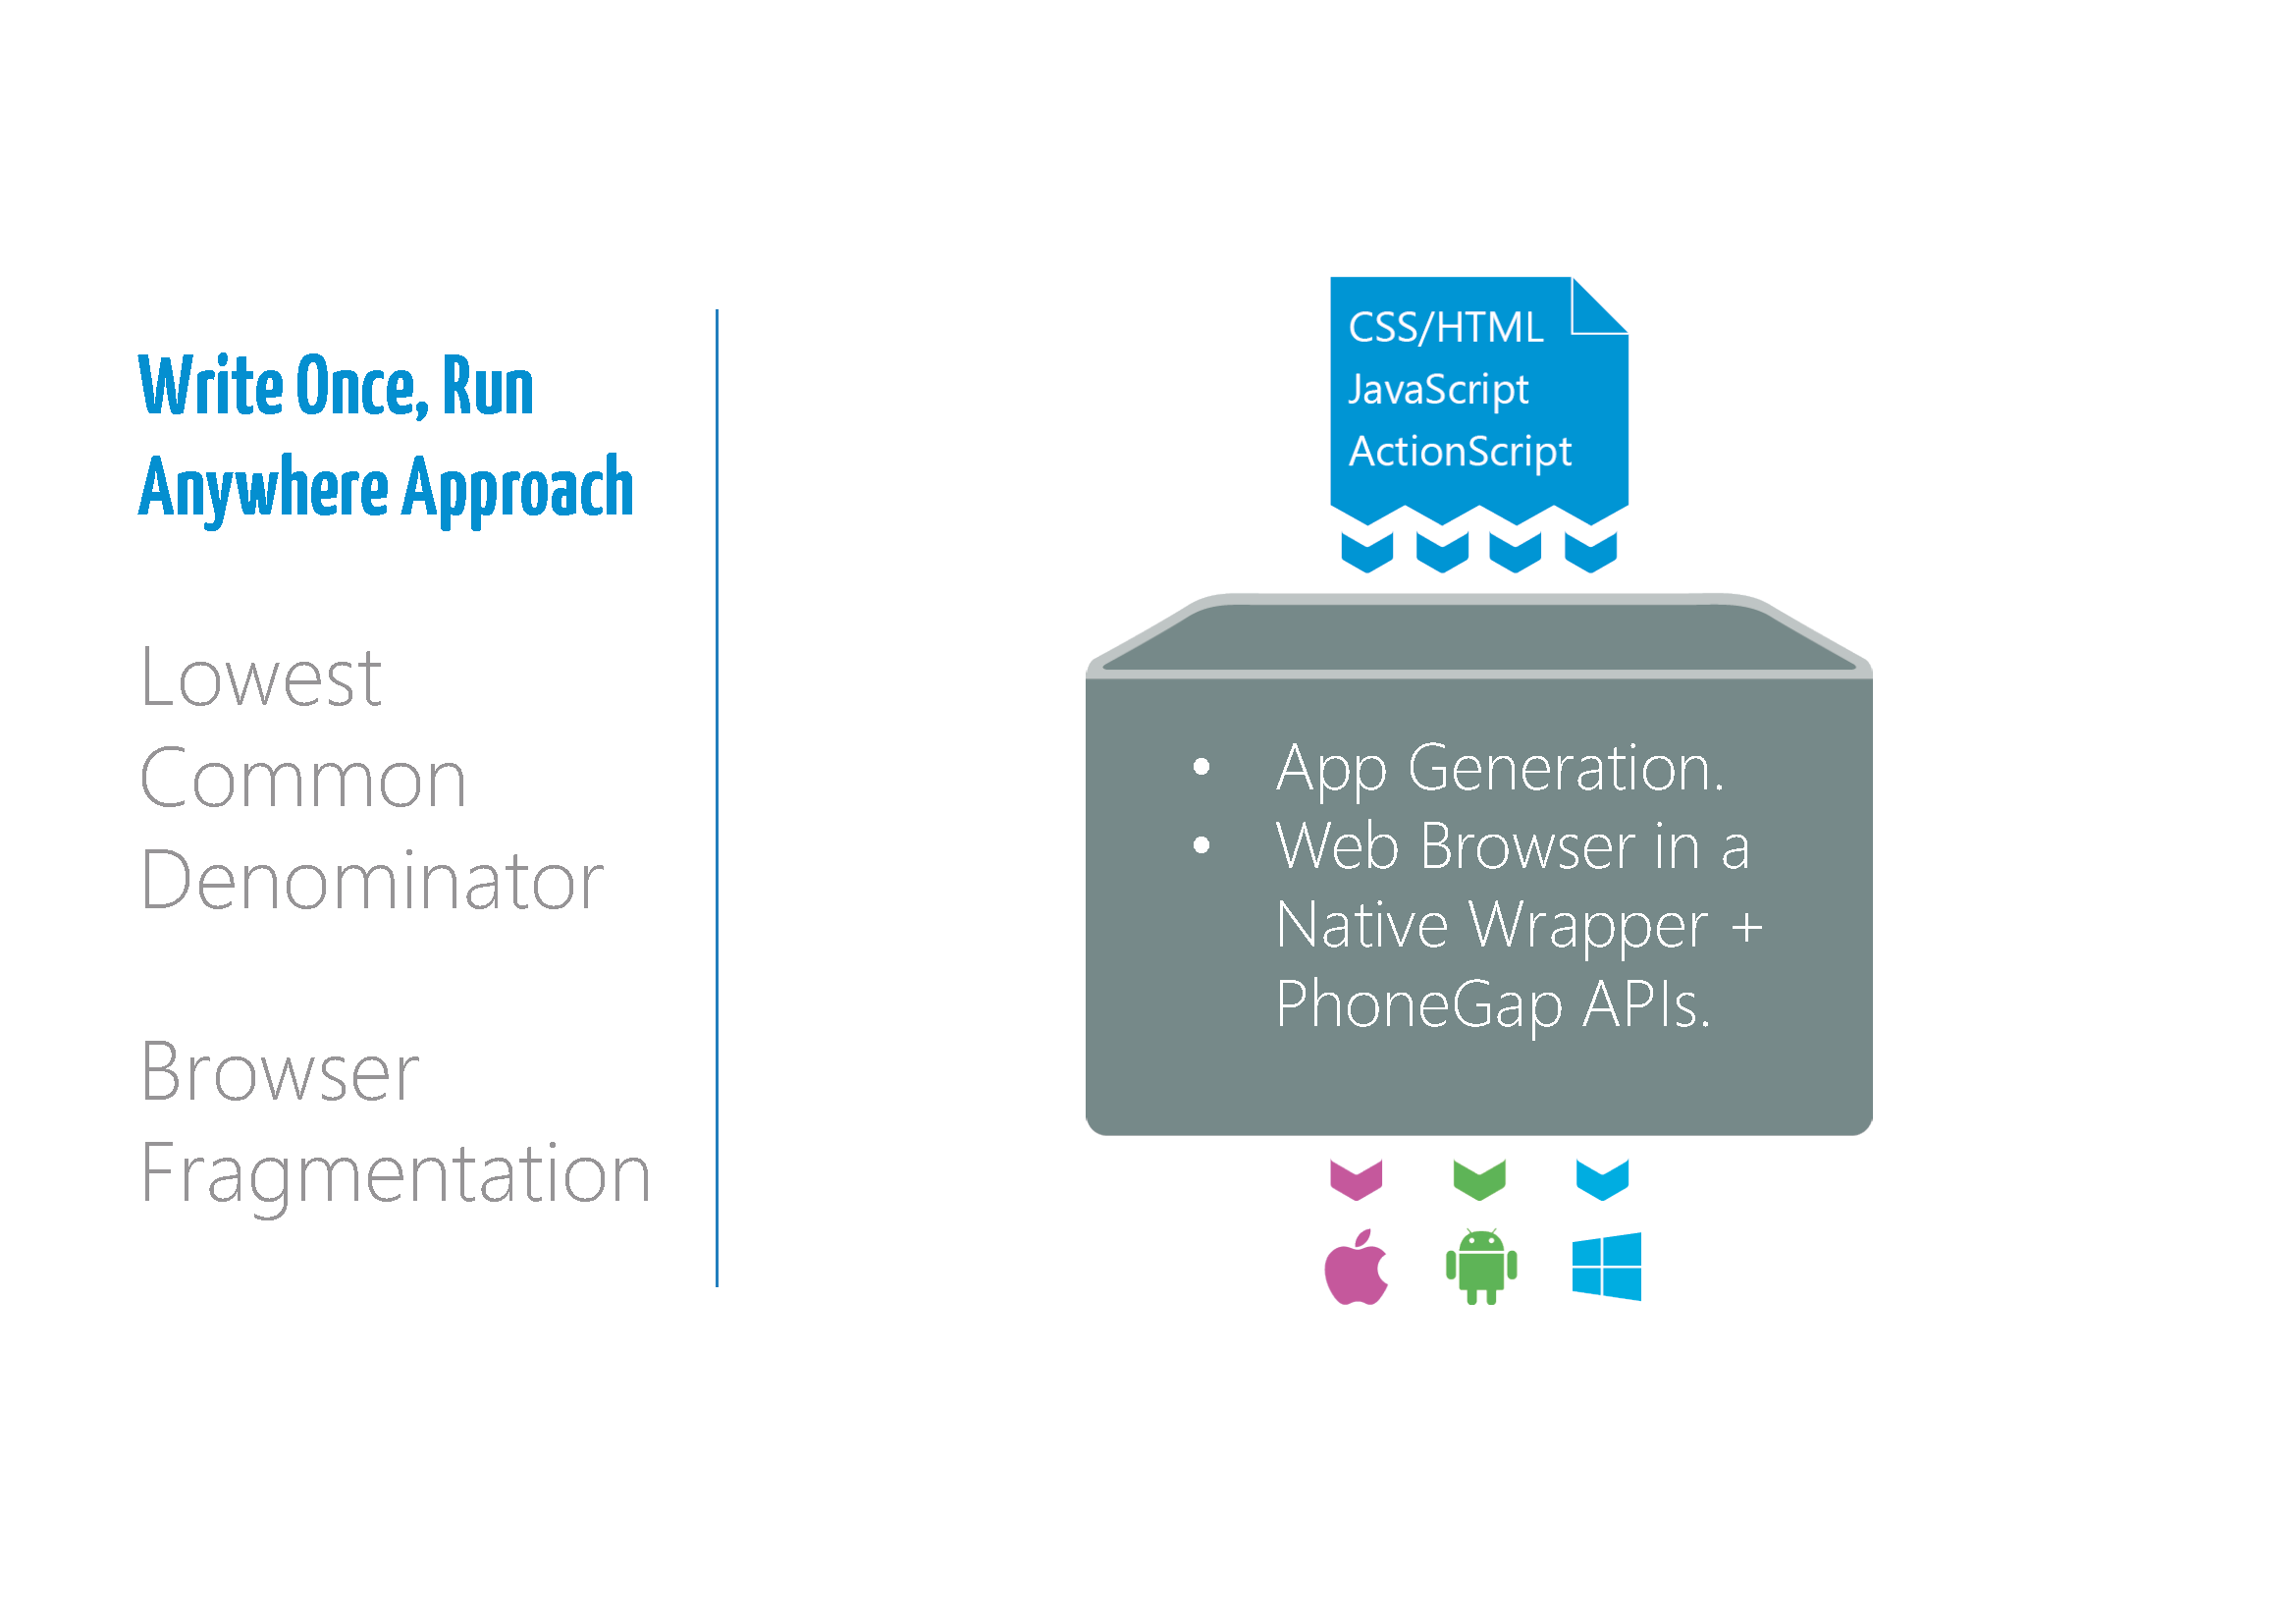 Write Once, Run
Anywhere Approach
Lowest
Common
Denominator
Browser
Fragmentation
CSS/HTML
JavaScript
ActionScript
• App Generation.
• Web Browser in a
Native Wrapper +
PhoneGap APIs.